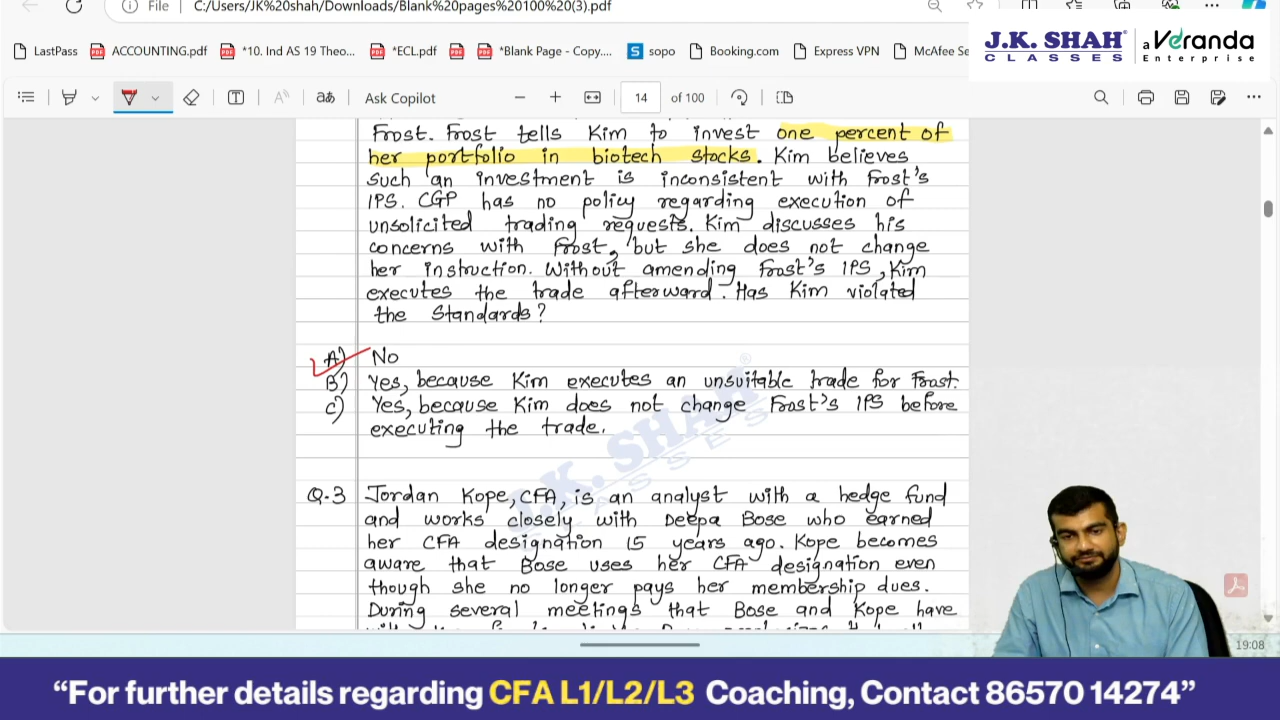 File
C:/Users/JK%20shah/Downloads/Blank%20pages%20100%20(3).pdf
J.K. SHAH®
CLASSES
a Veranda
Enterprise
LastPass
ACCOUNTING.pdf
*10. Ind AS 19 Theo...
*ECL.pdf
*Blank Page - Copy....
sopo
Booking.com
Express VPN
McAfee Se
Ask Copilot
14 of 100
Frost. Frost tells Kim to invest one percent of
her portfolio in biotech stocks. Kim believes
such an investment is inconsistent with Frost's
IPS. CGP has no policy regarding execution of
unsolicited trading requests. Kim discusses his
concerns with Frost, but she does not change
her instruction. Without amending Frost's IPS, Kim
executes the trade afterward. Has Kim violated
the Standards?
A) No
B) Yes, because Kim executes an unsuitable trade for Frost.
C) Yes, because Kim does not change Frost's IPS before
executing the trade.
J.K. SHAH®
CLASSES
Q.3 Jordan Kope, CFA, is an analyst with a hedge fund
and works closely with Deepa Bose who earned
her CFA designation 15 years ago. Kope becomes
aware that Bose uses her CFA designation even
though she no longer pays her membership dues.
During several meetings that Bose and Kope have
19:08
“For further details regarding CFA L1/L2/L3 Coaching, Contact 86570 14274”